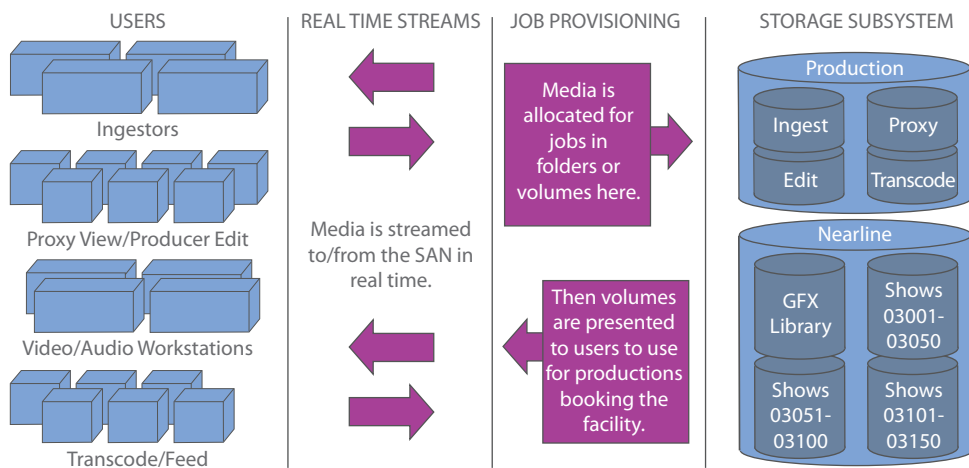 USERS
Ingestors
Proxy View/Producer Edit
Video/Audio Workstations
Transcode/Feed
REAL TIME STREAMS
Media is streamed
to/from the SAN in
real time.
JOB PROVISIONING
Media is
allocated for
jobs in
folders or
volumes here.
Then volumes
are presented
to users to use
for productions
booking the
facility.
STORAGE SUBSYSTEM
Production
Ingest
Proxy
Edit
Transcode
Nearline
GFX
Library
Shows
03001-
03050
Shows
03051-
03100
Shows
03101-
03150